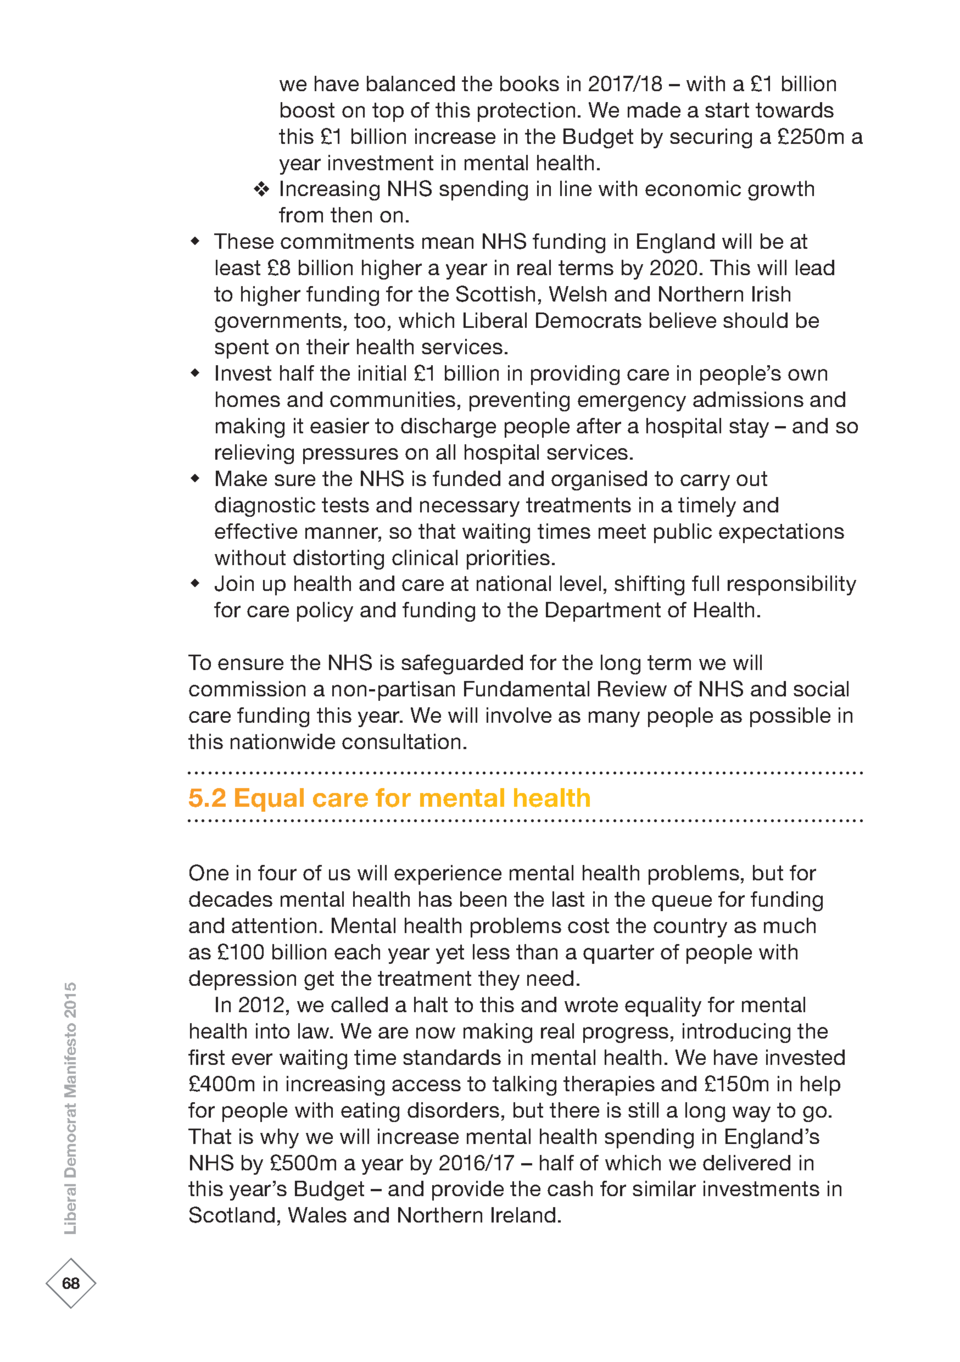 we have balanced the books in 2017/18 – with a £1 billion
boost on top of this protection. We made a start towards
this £1 billion increase in the Budget by securing a £250m a
year investment in mental health.
❖ Increasing NHS spending in line with economic growth
from then on.
◆ These commitments mean NHS funding in England will be at
least £8 billion higher a year in real terms by 2020. This will lead
to higher funding for the Scottish, Welsh and Northern Irish
governments, too, which Liberal Democrats believe should be
spent on their health services.
◆ Invest half the initial £1 billion in providing care in people’s own
homes and communities, preventing emergency admissions and
making it easier to discharge people after a hospital stay – and so
relieving pressures on all hospital services.
◆ Make sure the NHS is funded and organised to carry out
diagnostic tests and necessary treatments in a timely and
effective manner, so that waiting times meet public expectations
without distorting clinical priorities.
◆ Join up health and care at national level, shifting full responsibility
for care policy and funding to the Department of Health.
To ensure the NHS is safeguarded for the long term we will
commission a non-partisan Fundamental Review of NHS and social
care funding this year. We will involve as many people as possible in
this nationwide consultation.
5.2 Equal care for mental health
One in four of us will experience mental health problems, but for
decades mental health has been the last in the queue for funding
and attention. Mental health problems cost the country as much
as £100 billion each year yet less than a quarter of people with
depression get the treatment they need.
In 2012, we called a halt to this and wrote equality for mental
health into law. We are now making real progress, introducing the
first ever waiting time standards in mental health. We have invested
£400m in increasing access to talking therapies and £150m in help
for people with eating disorders, but there is still a long way to go.
That is why we will increase mental health spending in England’s
NHS by £500m a year by 2016/17 – half of which we delivered in
this year’s Budget – and provide the cash for similar investments in
Scotland, Wales and Northern Ireland.
Liberal Democrat Manifesto 2015
68